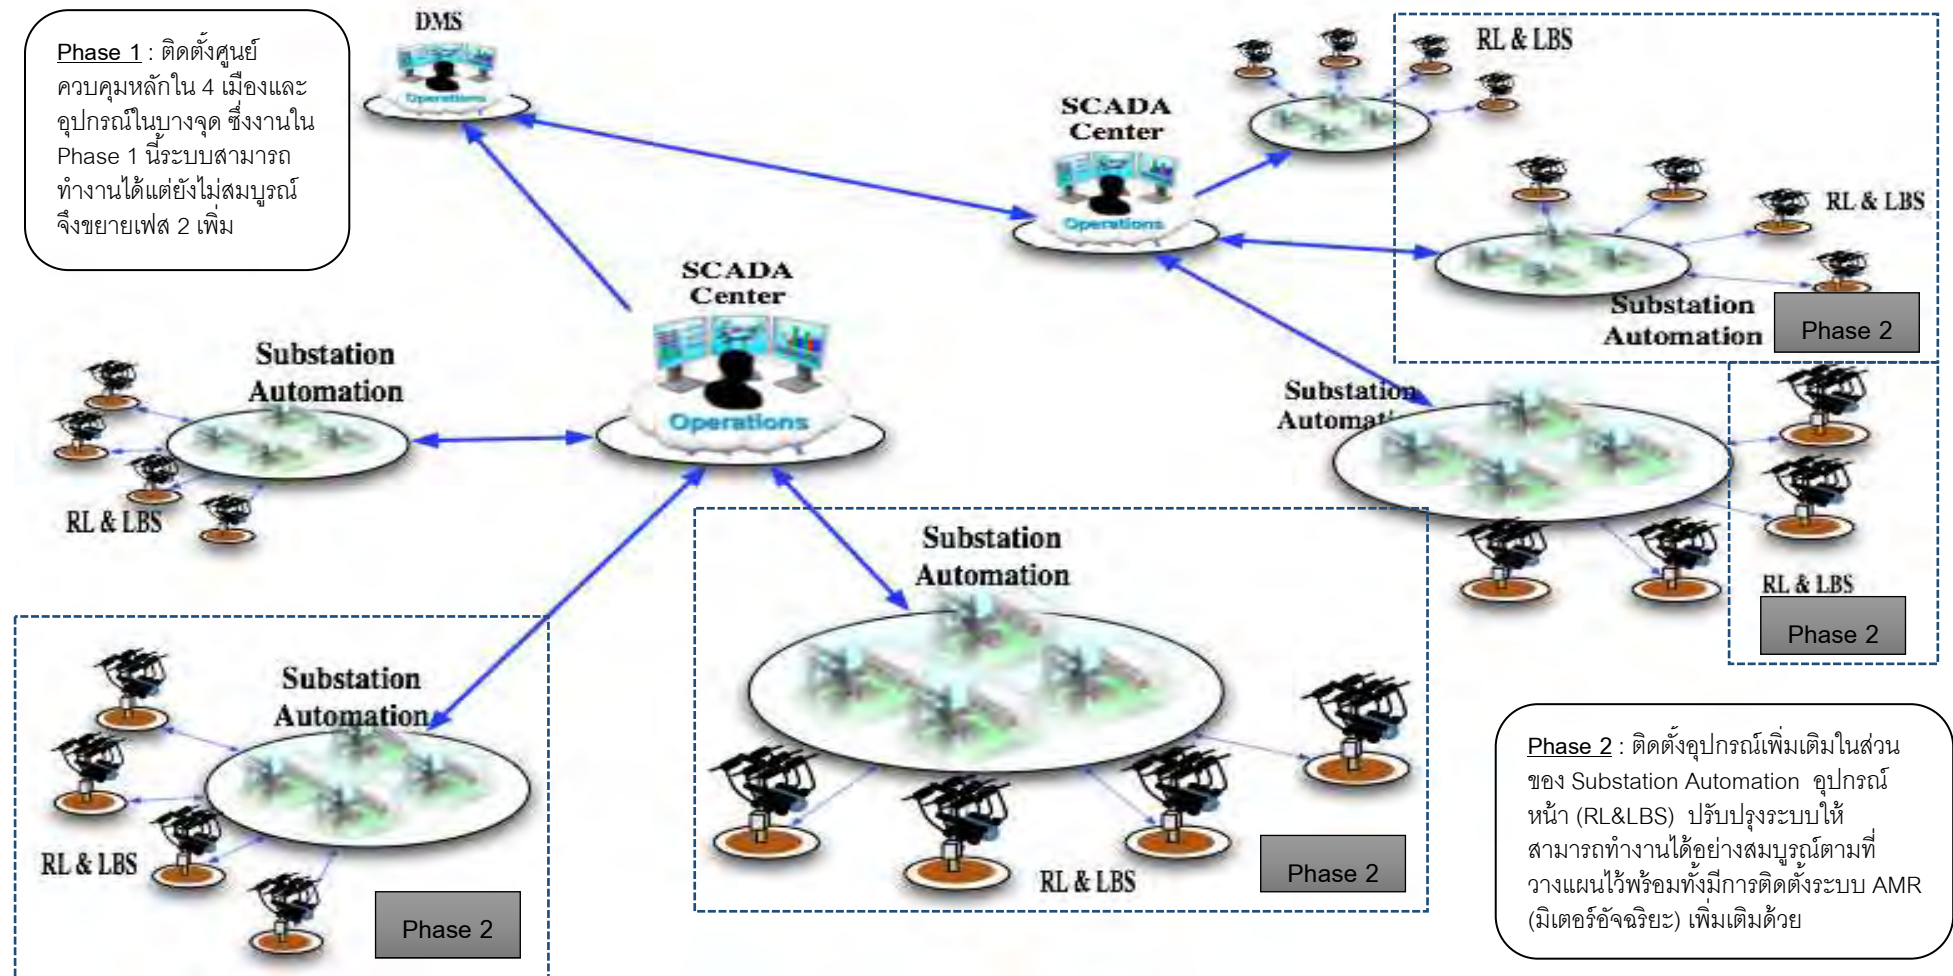 DMS
Phase 1 : ติดตั้งศูนย์
ควบคุมหลักใน 4 เมืองและ
อุปกรณ์ในบางจุด ซึ่งงานใน
Phase 1 นี้ระบบสามารถ
ทำงานได้แต่ยังไม่สมบูรณ์
จึงขยายเฟส 2 เพิ่ม
Operations
RL & LBS
SCADA
Center
Operations
RL & LBS
Substation
Automation
Phase 2
SCADA
Center
Operations
Substation
Automation
RL & LBS
Substation
Automati
RL & LBS
Phase 2
Substation
Automation
RL & LBS
Phase 2
Substation
Automation
RL & LBS
Phase 2
Phase 2 : ติดตั้งอุปกรณ์เพิ่มเติมในส่วน
ของ Substation Automation อุปกรณ์
หน้า (RL&LBS) ปรับปรุงระบบให้
สามารถทำงานได้อย่างสมบูรณ์ตามที่
วางแผนไว้พร้อมทั้งมีการติดตั้งระบบ AMR
(มิเตอร์อัจฉริยะ) เพิ่มเติมด้วย